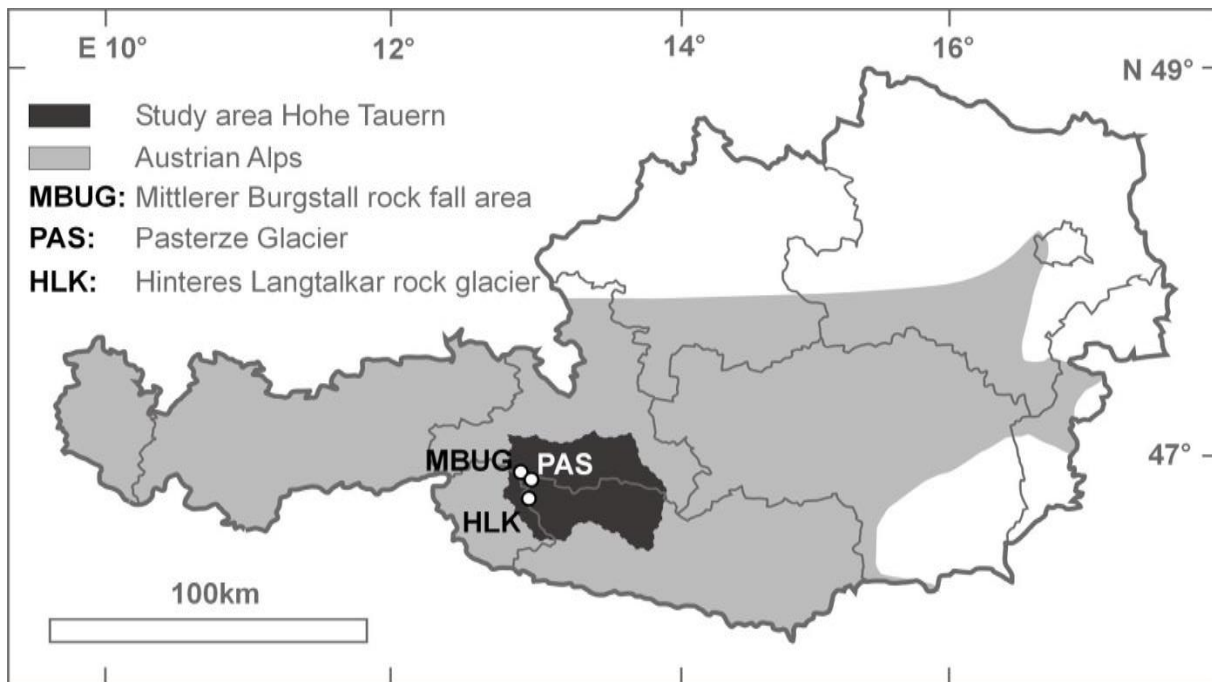 E 10° 12° 14° 16°
N 49°
Study area Hohe Tauern
Austrian Alps
MBUG: Mittlerer Burgstall rock fall area
PAS: Pasterze Glacier
HLK: Hinteres Langtalkar rock glacier
47°
MBUG PAS
HLK
100km